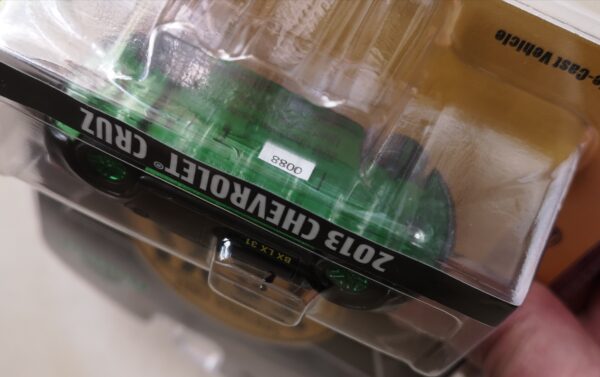 e-Cast Vehicle
0088
2013 CHEVROLET® CRUZ
BX LX 31